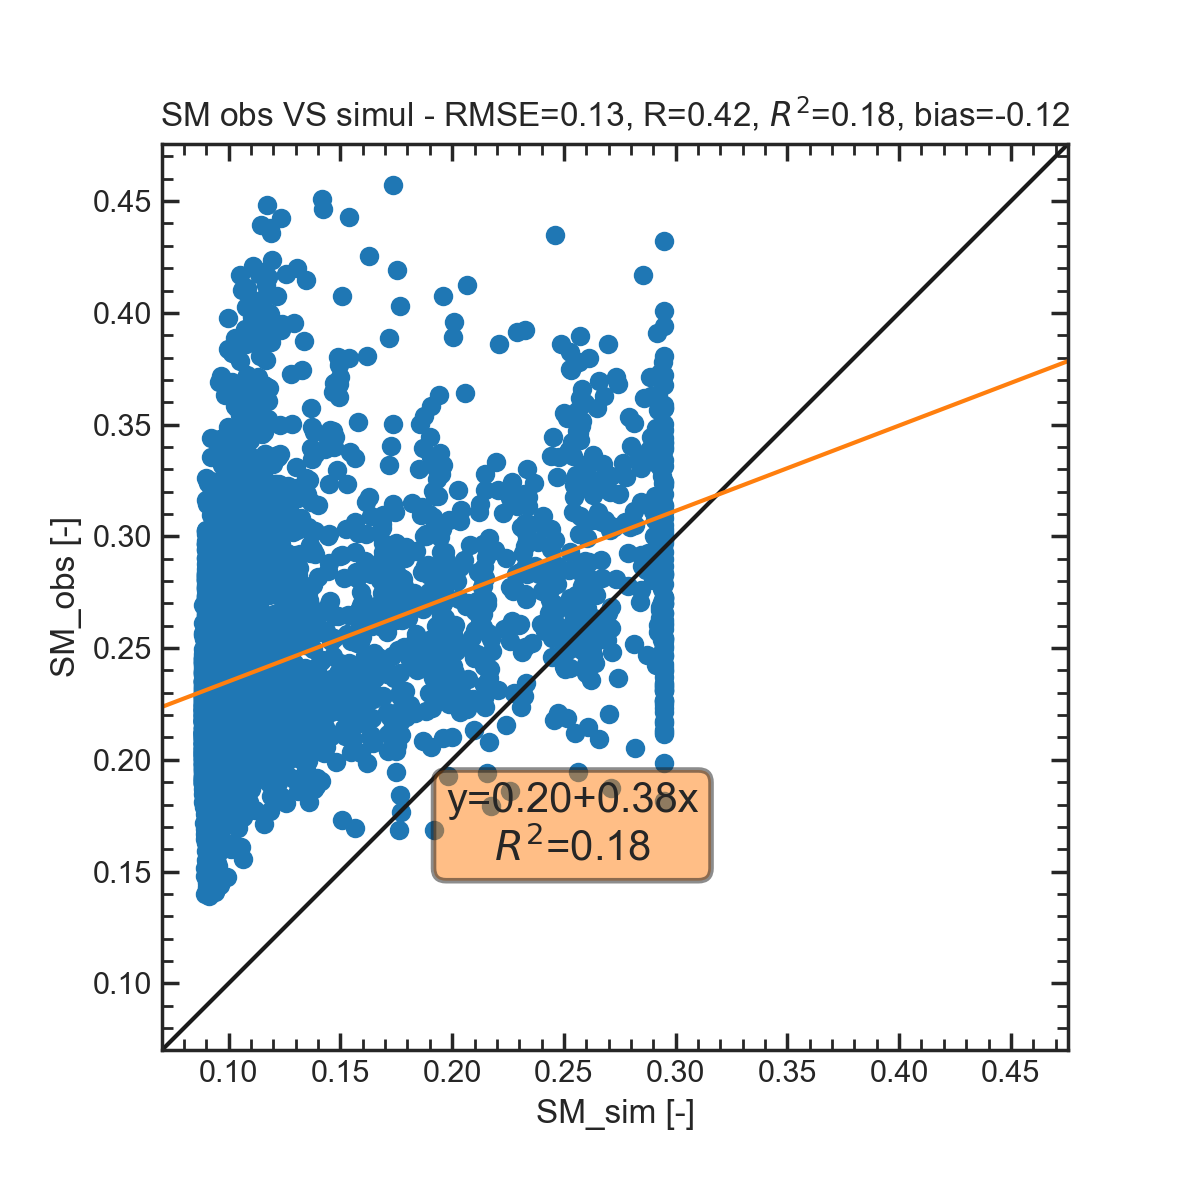 SM obs VS simul - RMSE=0.13, R=0.42, R²=0.18, bias=-0.12
0.45
0.40
0.35
0.30
0.25
0.20
0.15
0.10
SM_obs [-]
y=0.20+0.38x
R²=0.18
0.10 0.15 0.20 0.25 0.30 0.35 0.40 0.45
SM_sim [-]